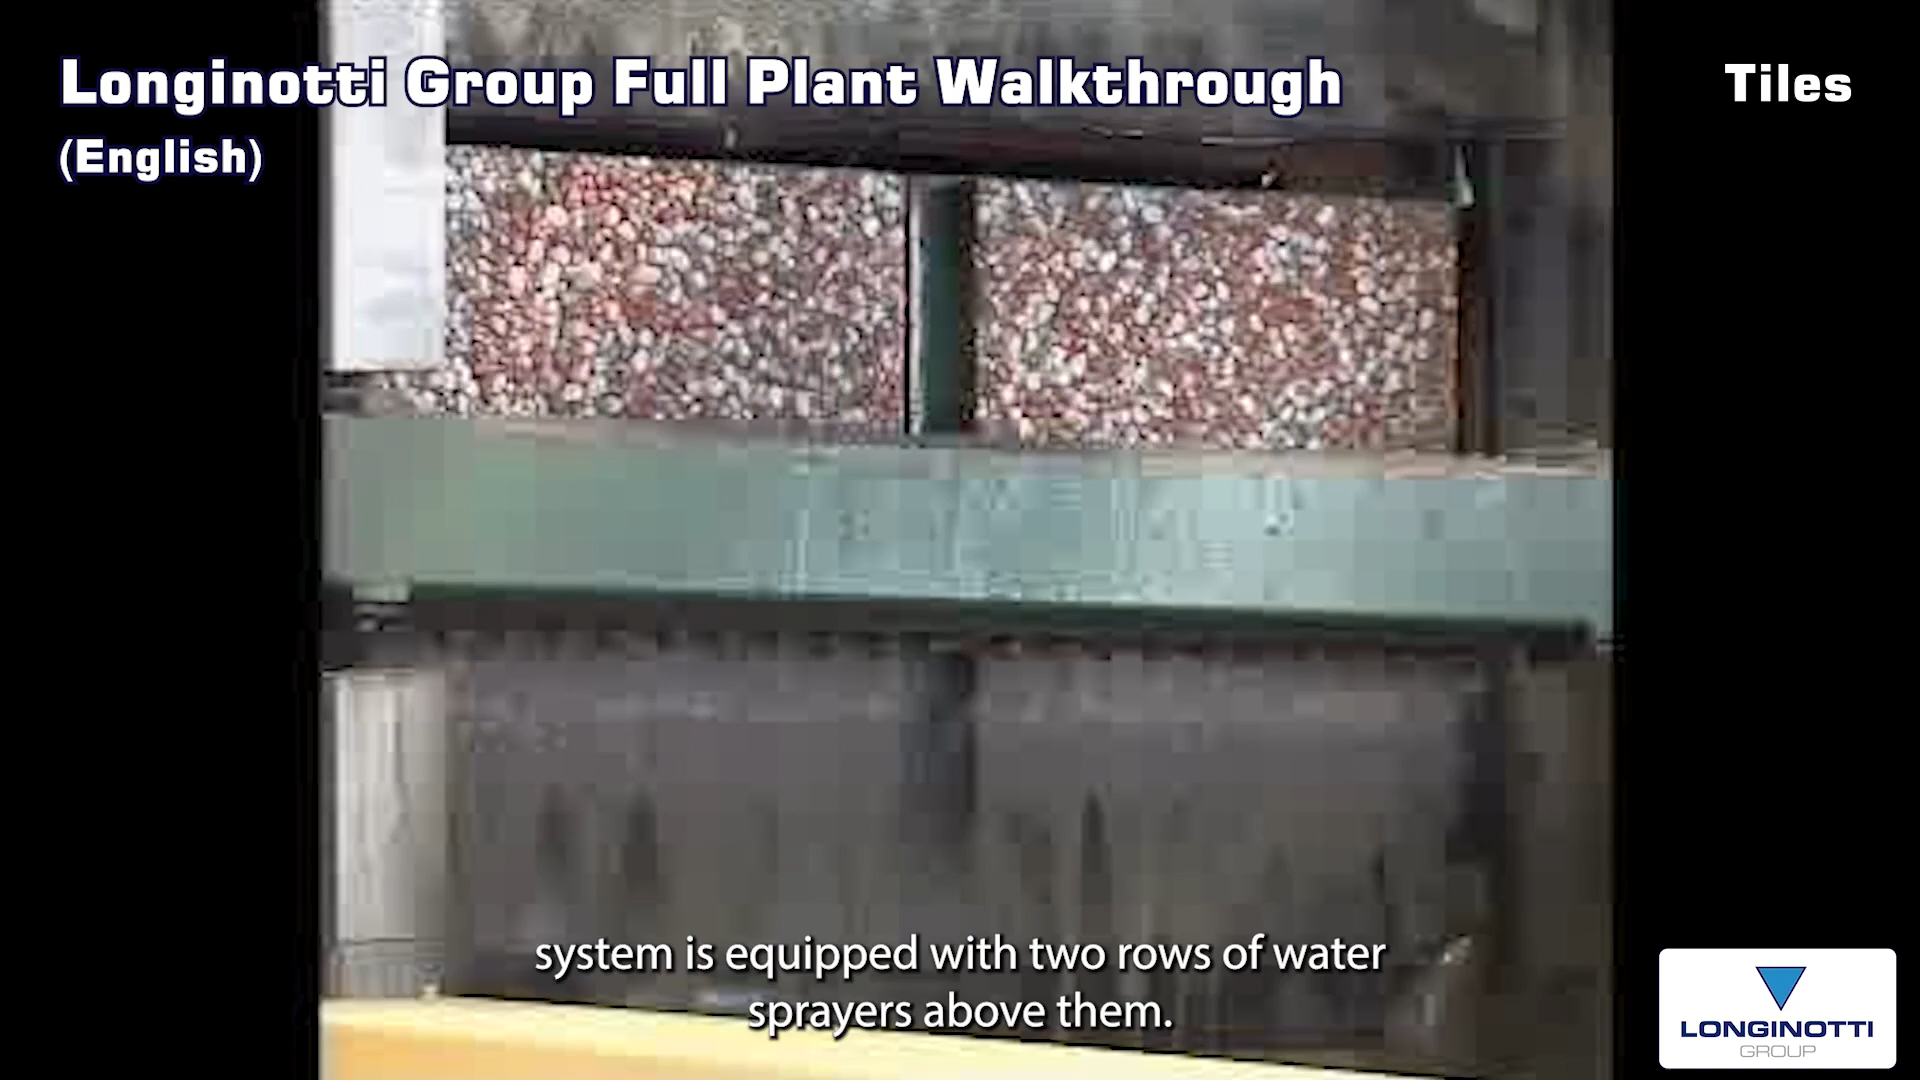 Longinotti Group Full Plant Walkthrough
Tiles
(English)
system is equipped with two rows of water
sprayers above them.
LONGINOTTI
GROUP